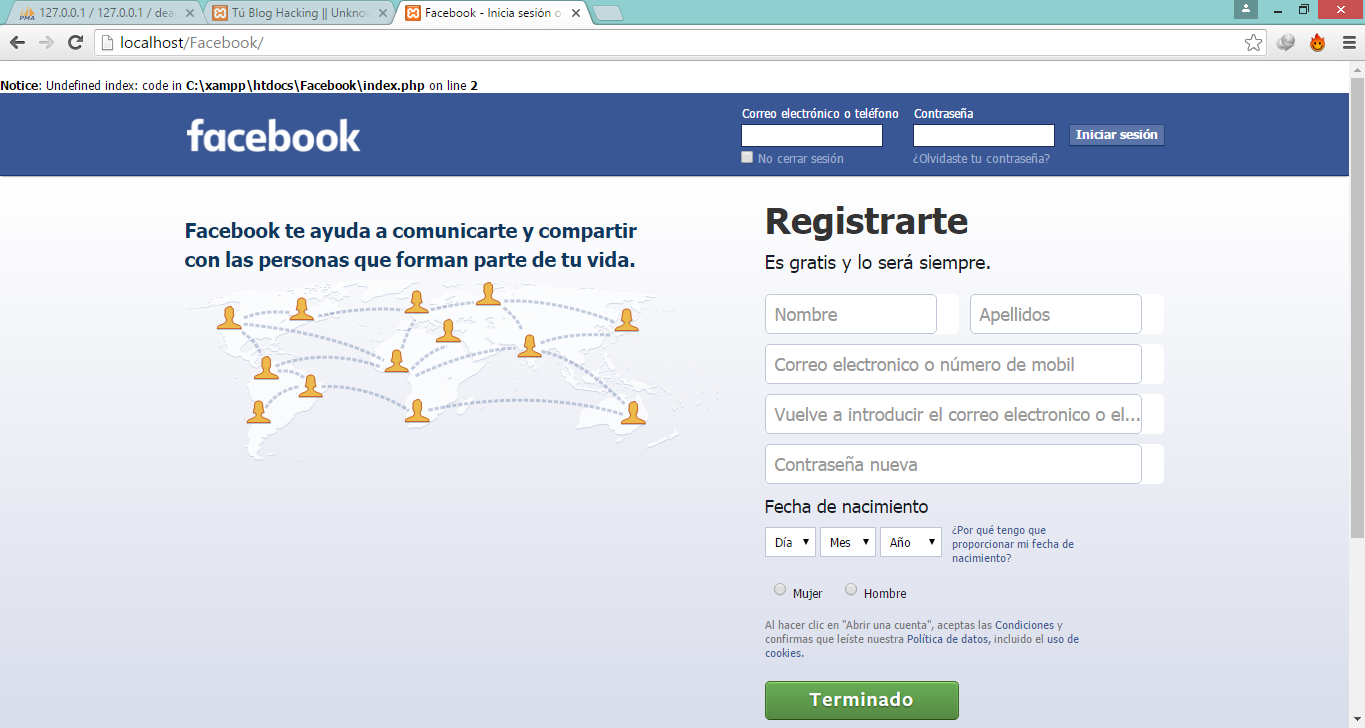 127.0.0.1 / 127.0.0.1 / dea
Tú Blog Hacking || Unkno
Facebook - Inicia sesión o
localhost/Facebook/
Notice: Undefined index: code in C:\xampp\htdocs\Facebook\index.php on line 2
facebook
Correo electrónico o teléfono
Contraseña
Iniciar sesión
No cerrar sesión
¿Olvidaste tu contraseña?
Facebook te ayuda a comunicarte y compartir
con las personas que forman parte de tu vida.
Registrarte
Es gratis y lo será siempre.
Nombre
Apellidos
Correo electronico o número de mobil
Vuelve a introducir el correo electronico o el...
Contraseña nueva
Fecha de nacimiento
Día
Mes
Año
¿Por qué tengo que
proporcionar mi fecha de
nacimiento?
Mujer
Hombre
Al hacer clic en "Abrir una cuenta", aceptas las Condiciones y
confirmas que leíste nuestra Política de datos, incluido el uso de
cookies.
Terminado